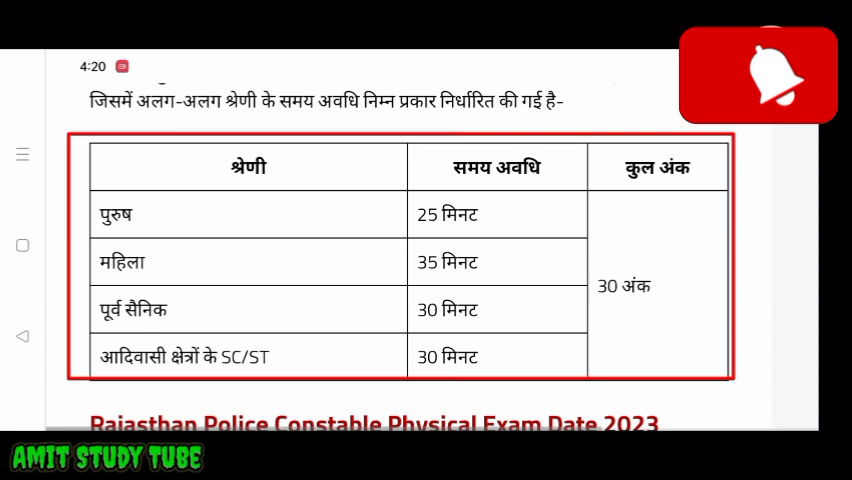 4:20
जिसमें अलग-अलग श्रेणी के समय अवधि निम्न प्रकार निर्धारित की गई है-
श्रेणी समय अवधि कुल अंक
पुरुष 25 मिनट
महिला 35 मिनट
30 अंक
पूर्व सैनिक 30 मिनट
आदिवासी क्षेत्रों के SC/ST 30 मिनट
Rajasthan Police Constable Physical Exam Date 2023
AMIT STUDY TUBE